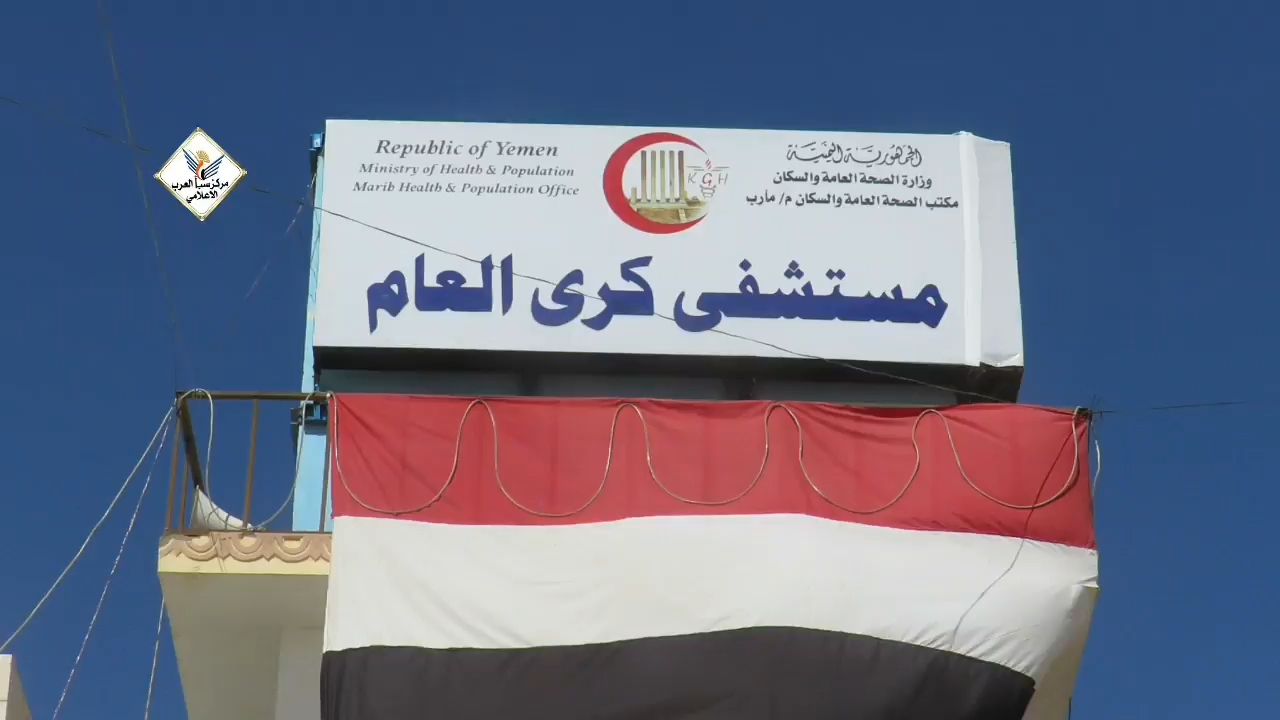 Republic of Yemen
Ministry of Health & Population
Marib Health & Population Office
K G H
الجمهورية اليمنية
وزارة الصحة العامة والسكان
مكتب الصحة العامة والسكان م/ مأرب
مستشفى كرى العام
مركز سبأ العرب
الاعلامي